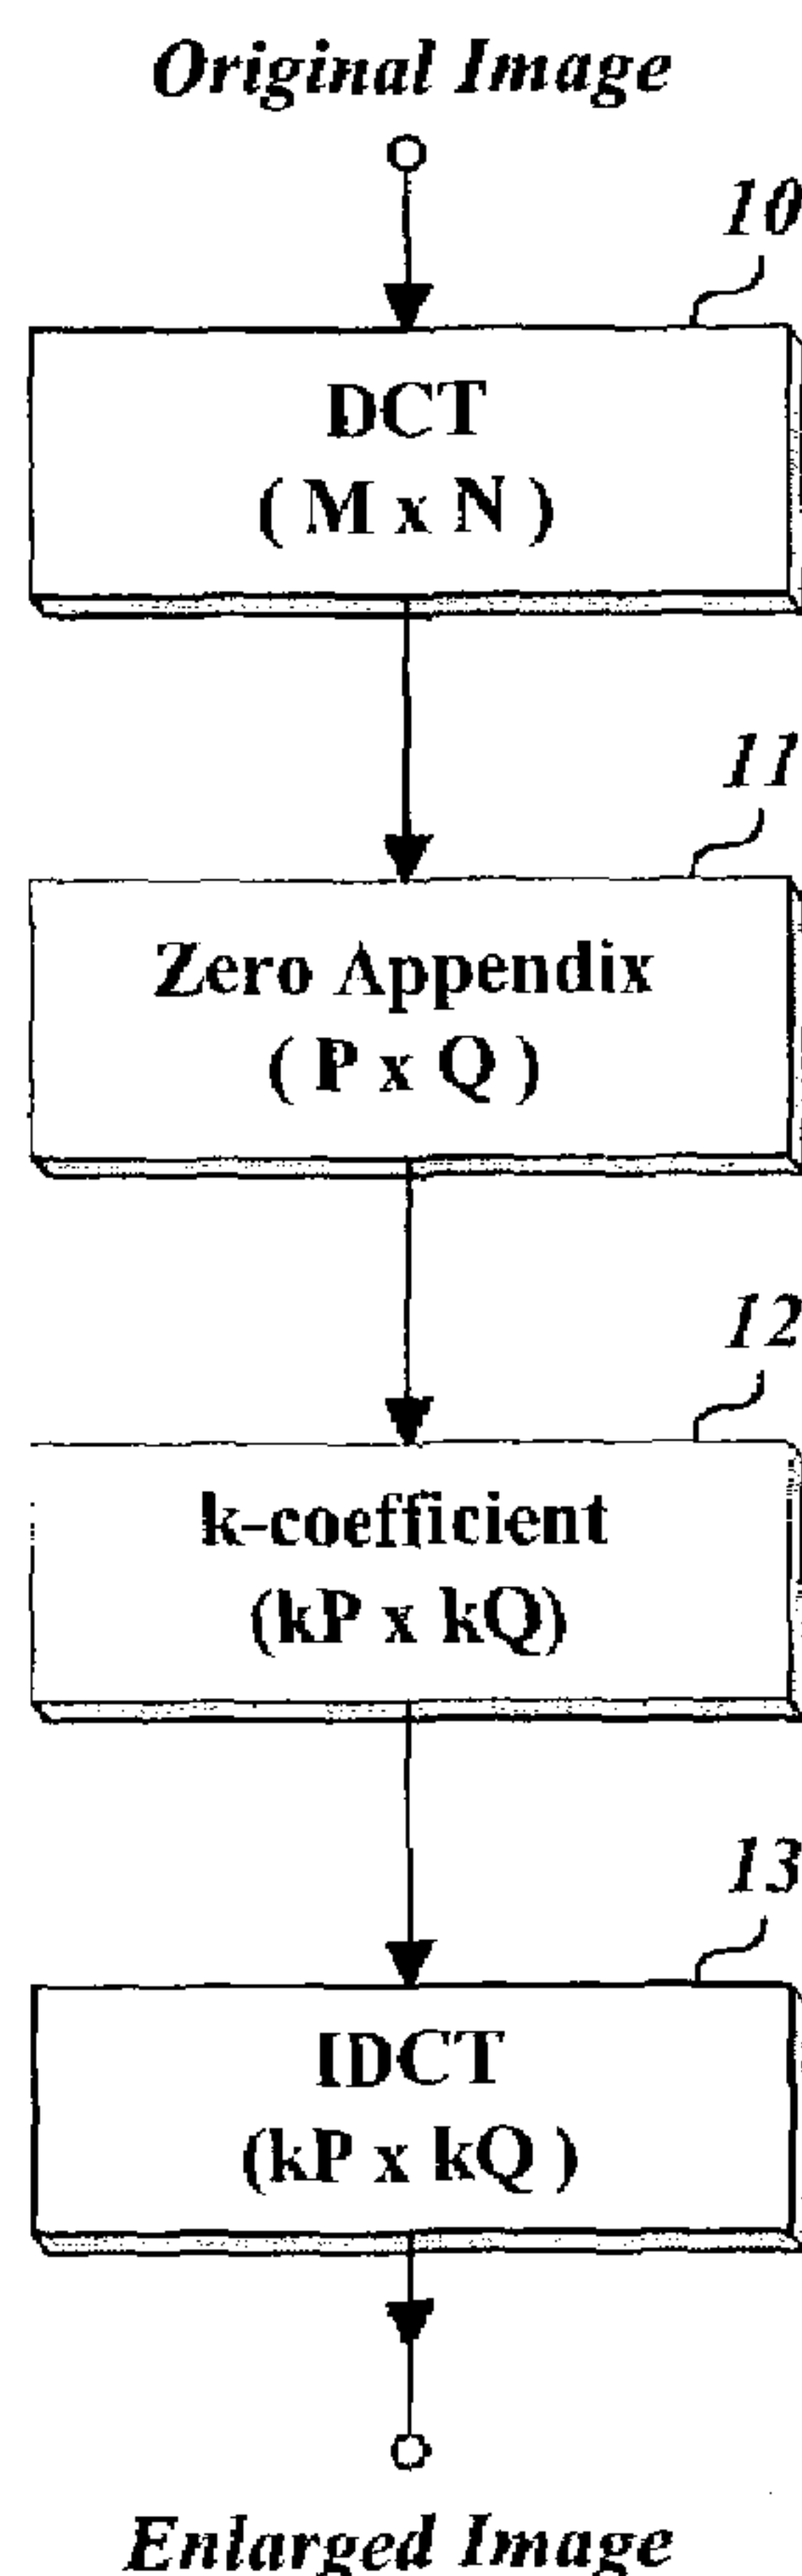 Original Image
10
DCT
( M x N )
11
Zero Appendix
( P x Q )
12
k-coefficient
(kP x kQ)
13
IDCT
(kP x kQ )
Enlarged Image